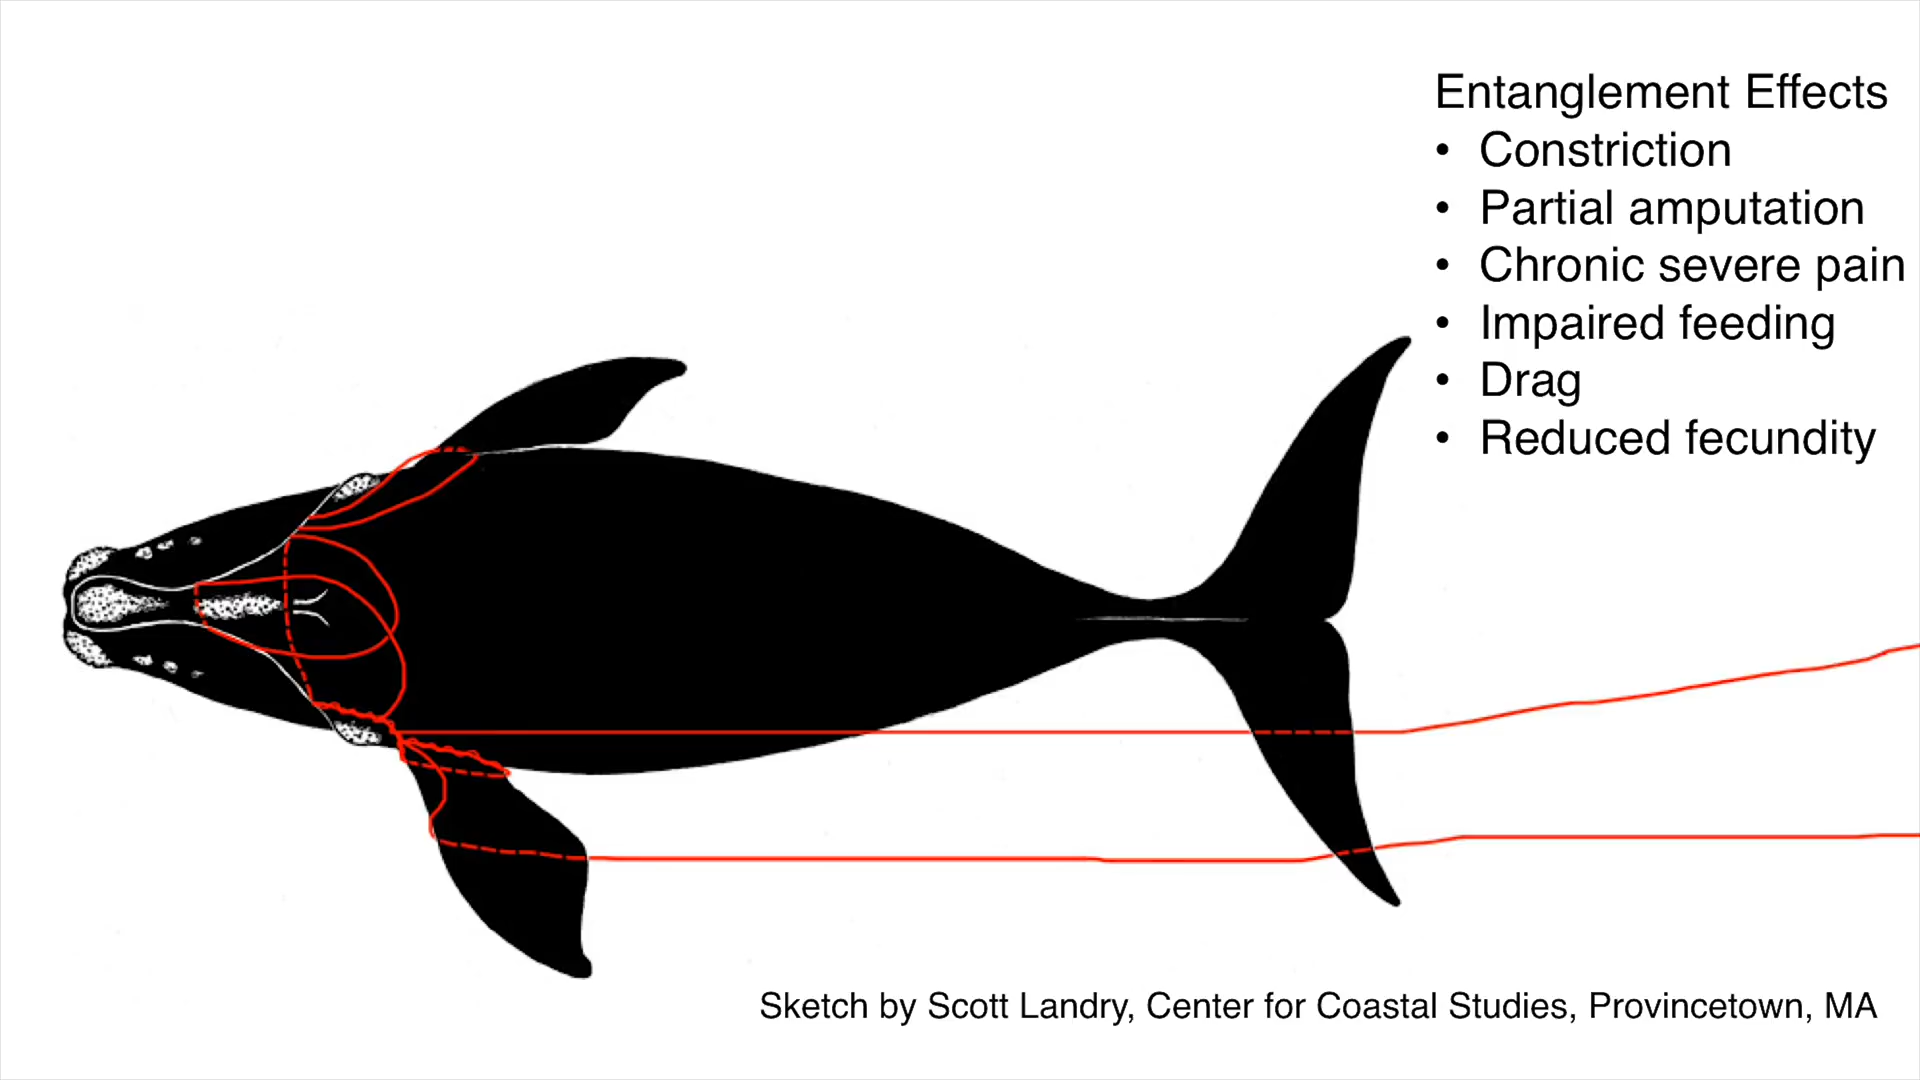 Entanglement Effects
• Constriction
• Partial amputation
• Chronic severe pain
• Impaired feeding
• Drag
• Reduced fecundity
Sketch by Scott Landry, Center for Coastal Studies, Provincetown, MA